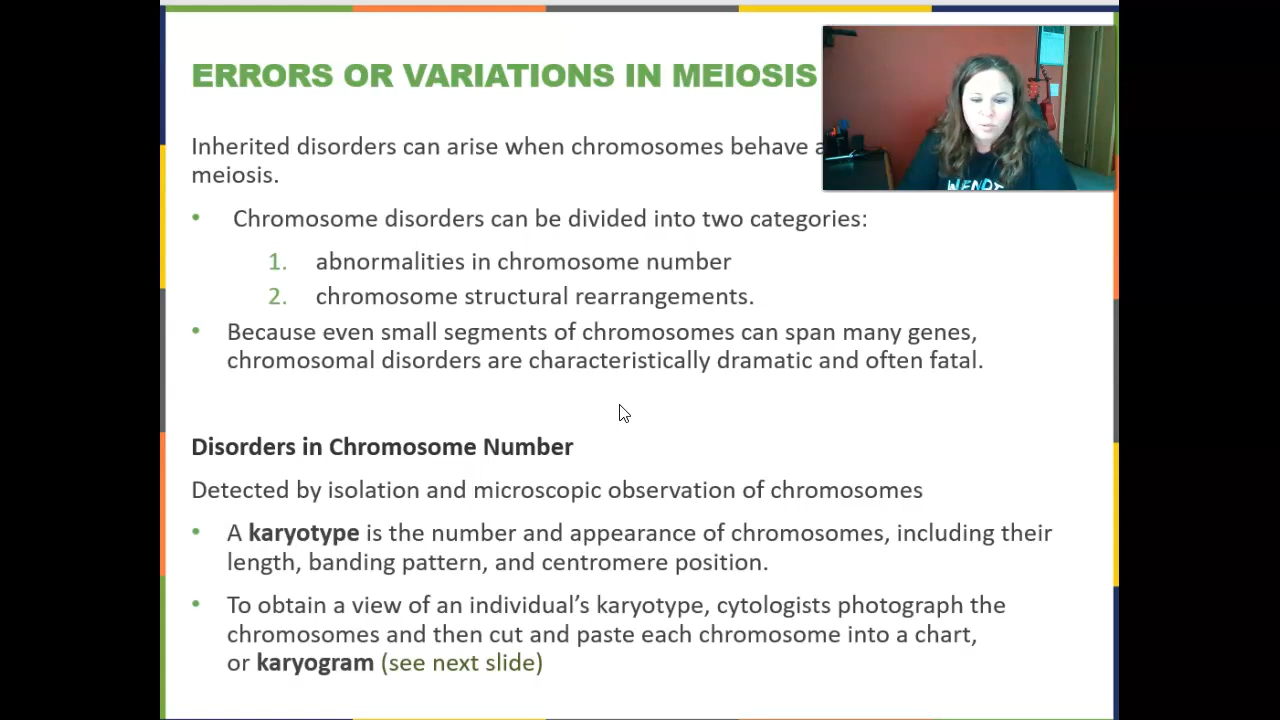 ERRORS OR VARIATIONS IN MEIOSIS
Inherited disorders can arise when chromosomes behave
meiosis.
• Chromosome disorders can be divided into two categories:
1. abnormalities in chromosome number
2. chromosome structural rearrangements.
• Because even small segments of chromosomes can span many genes,
chromosomal disorders are characteristically dramatic and often fatal.
Disorders in Chromosome Number
Detected by isolation and microscopic observation of chromosomes
• A karyotype is the number and appearance of chromosomes, including their
length, banding pattern, and centromere position.
• To obtain a view of an individual’s karyotype, cytologists photograph the
chromosomes and then cut and paste each chromosome into a chart,
or karyogram (see next slide)